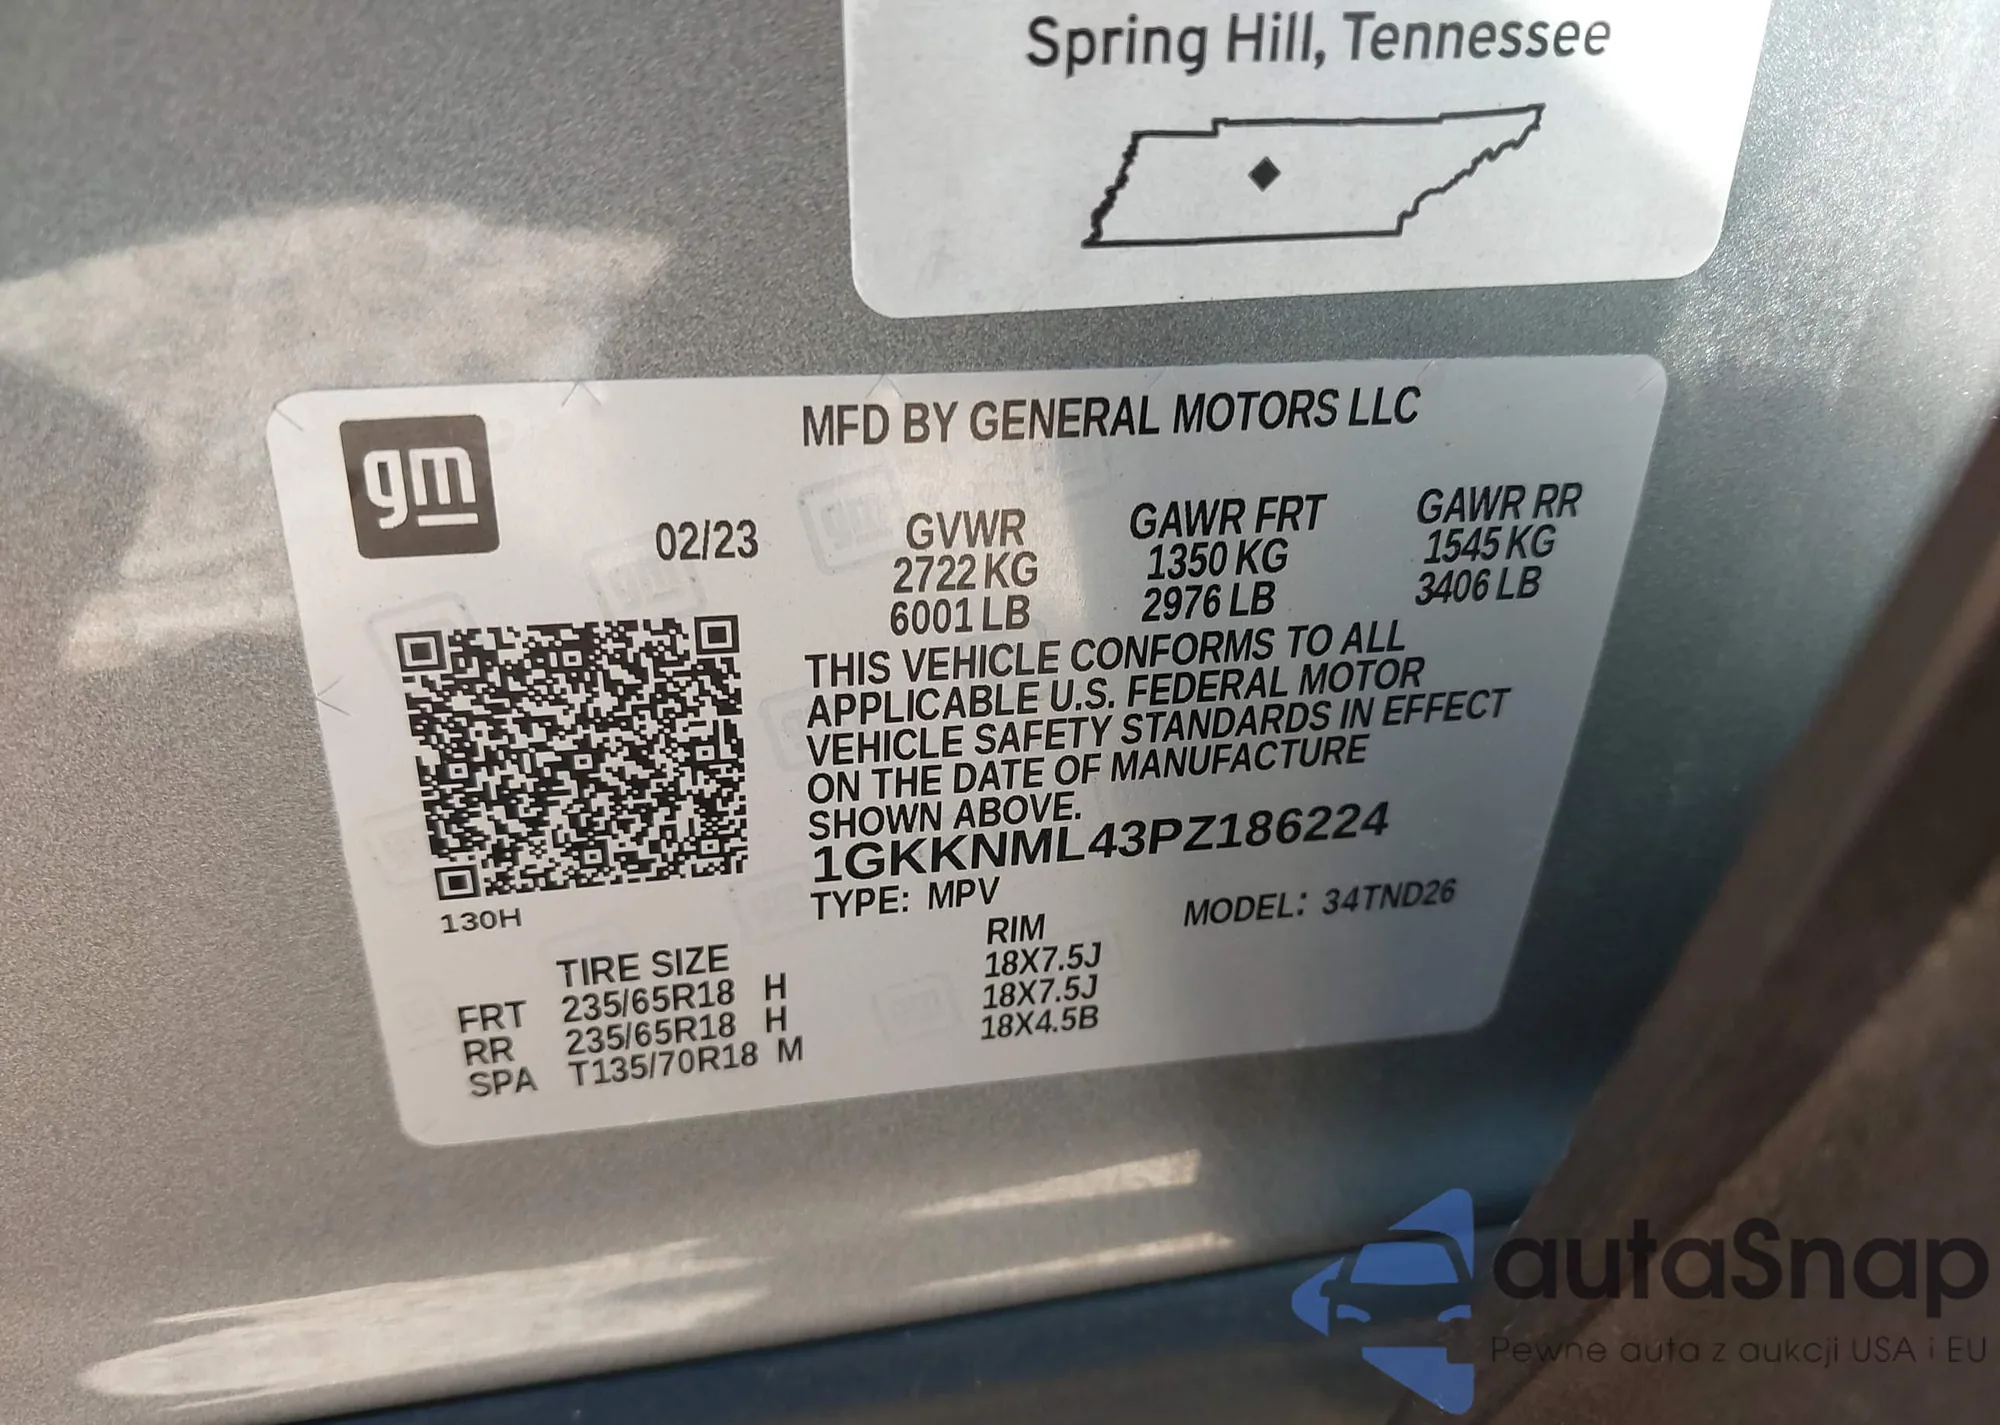 Spring Hill, Tennessee
gm
MFD BY GENERAL MOTORS LLC
02/23
GVWR
2722 KG
6001 LB
GAWR FRT
1350 KG
2976 LB
GAWR RR
1545 KG
3406 LB
THIS VEHICLE CONFORMS TO ALL
APPLICABLE U.S. FEDERAL MOTOR
VEHICLE SAFETY STANDARDS IN EFFECT
ON THE DATE OF MANUFACTURE
SHOWN ABOVE.
1GKKNML43PZ186224
TYPE: MPV
MODEL: 34TND26
130H
TIRE SIZE
RIM
FRT 235/65R18 H 18X7.5J
RR 235/65R18 H 18X7.5J
SPA T135/70R18 M 18X4.5B
autaSnap
Pewne auta z aukcji USA i EU